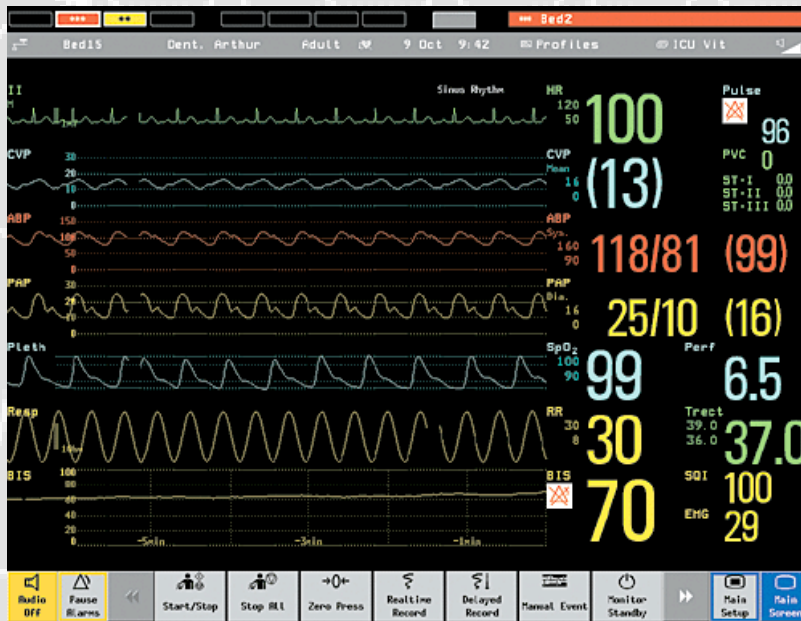 *** ** *** Bed2
Bed15 Dent, Arthur Adult 9 Oct 9:42 Profiles ICU Vit
II Sinus Rhythm HR Pulse
M 120 100
1mV 50 96
CVP 30 CVP PVC 0
20 Mean 16 (13) ST-I 0.0
10 0 ST-II 0.0
0 ST-III 0.0
ABP 150 ABP
100 Sys. 160 118/81 (99)
50 90
0
PAP 30 PAP
20 Dia. 16 25/10 (16)
10 0
0
Pleth SpO₂ Perf
100 99 6.5
90
Resp RR Trect
30 30 39.0 37.0
8 36.0
BIS 100 BIS SQI
80 70 100
60 EMG
40 29
20
0 -5min -3min -1min
Audio Off
Pause Alarms
Start/Stop
Stop All
→0← Zero Press
Realtime Record
Delayed Record
Manual Event
Monitor Standby
Main Setup
Main Screen